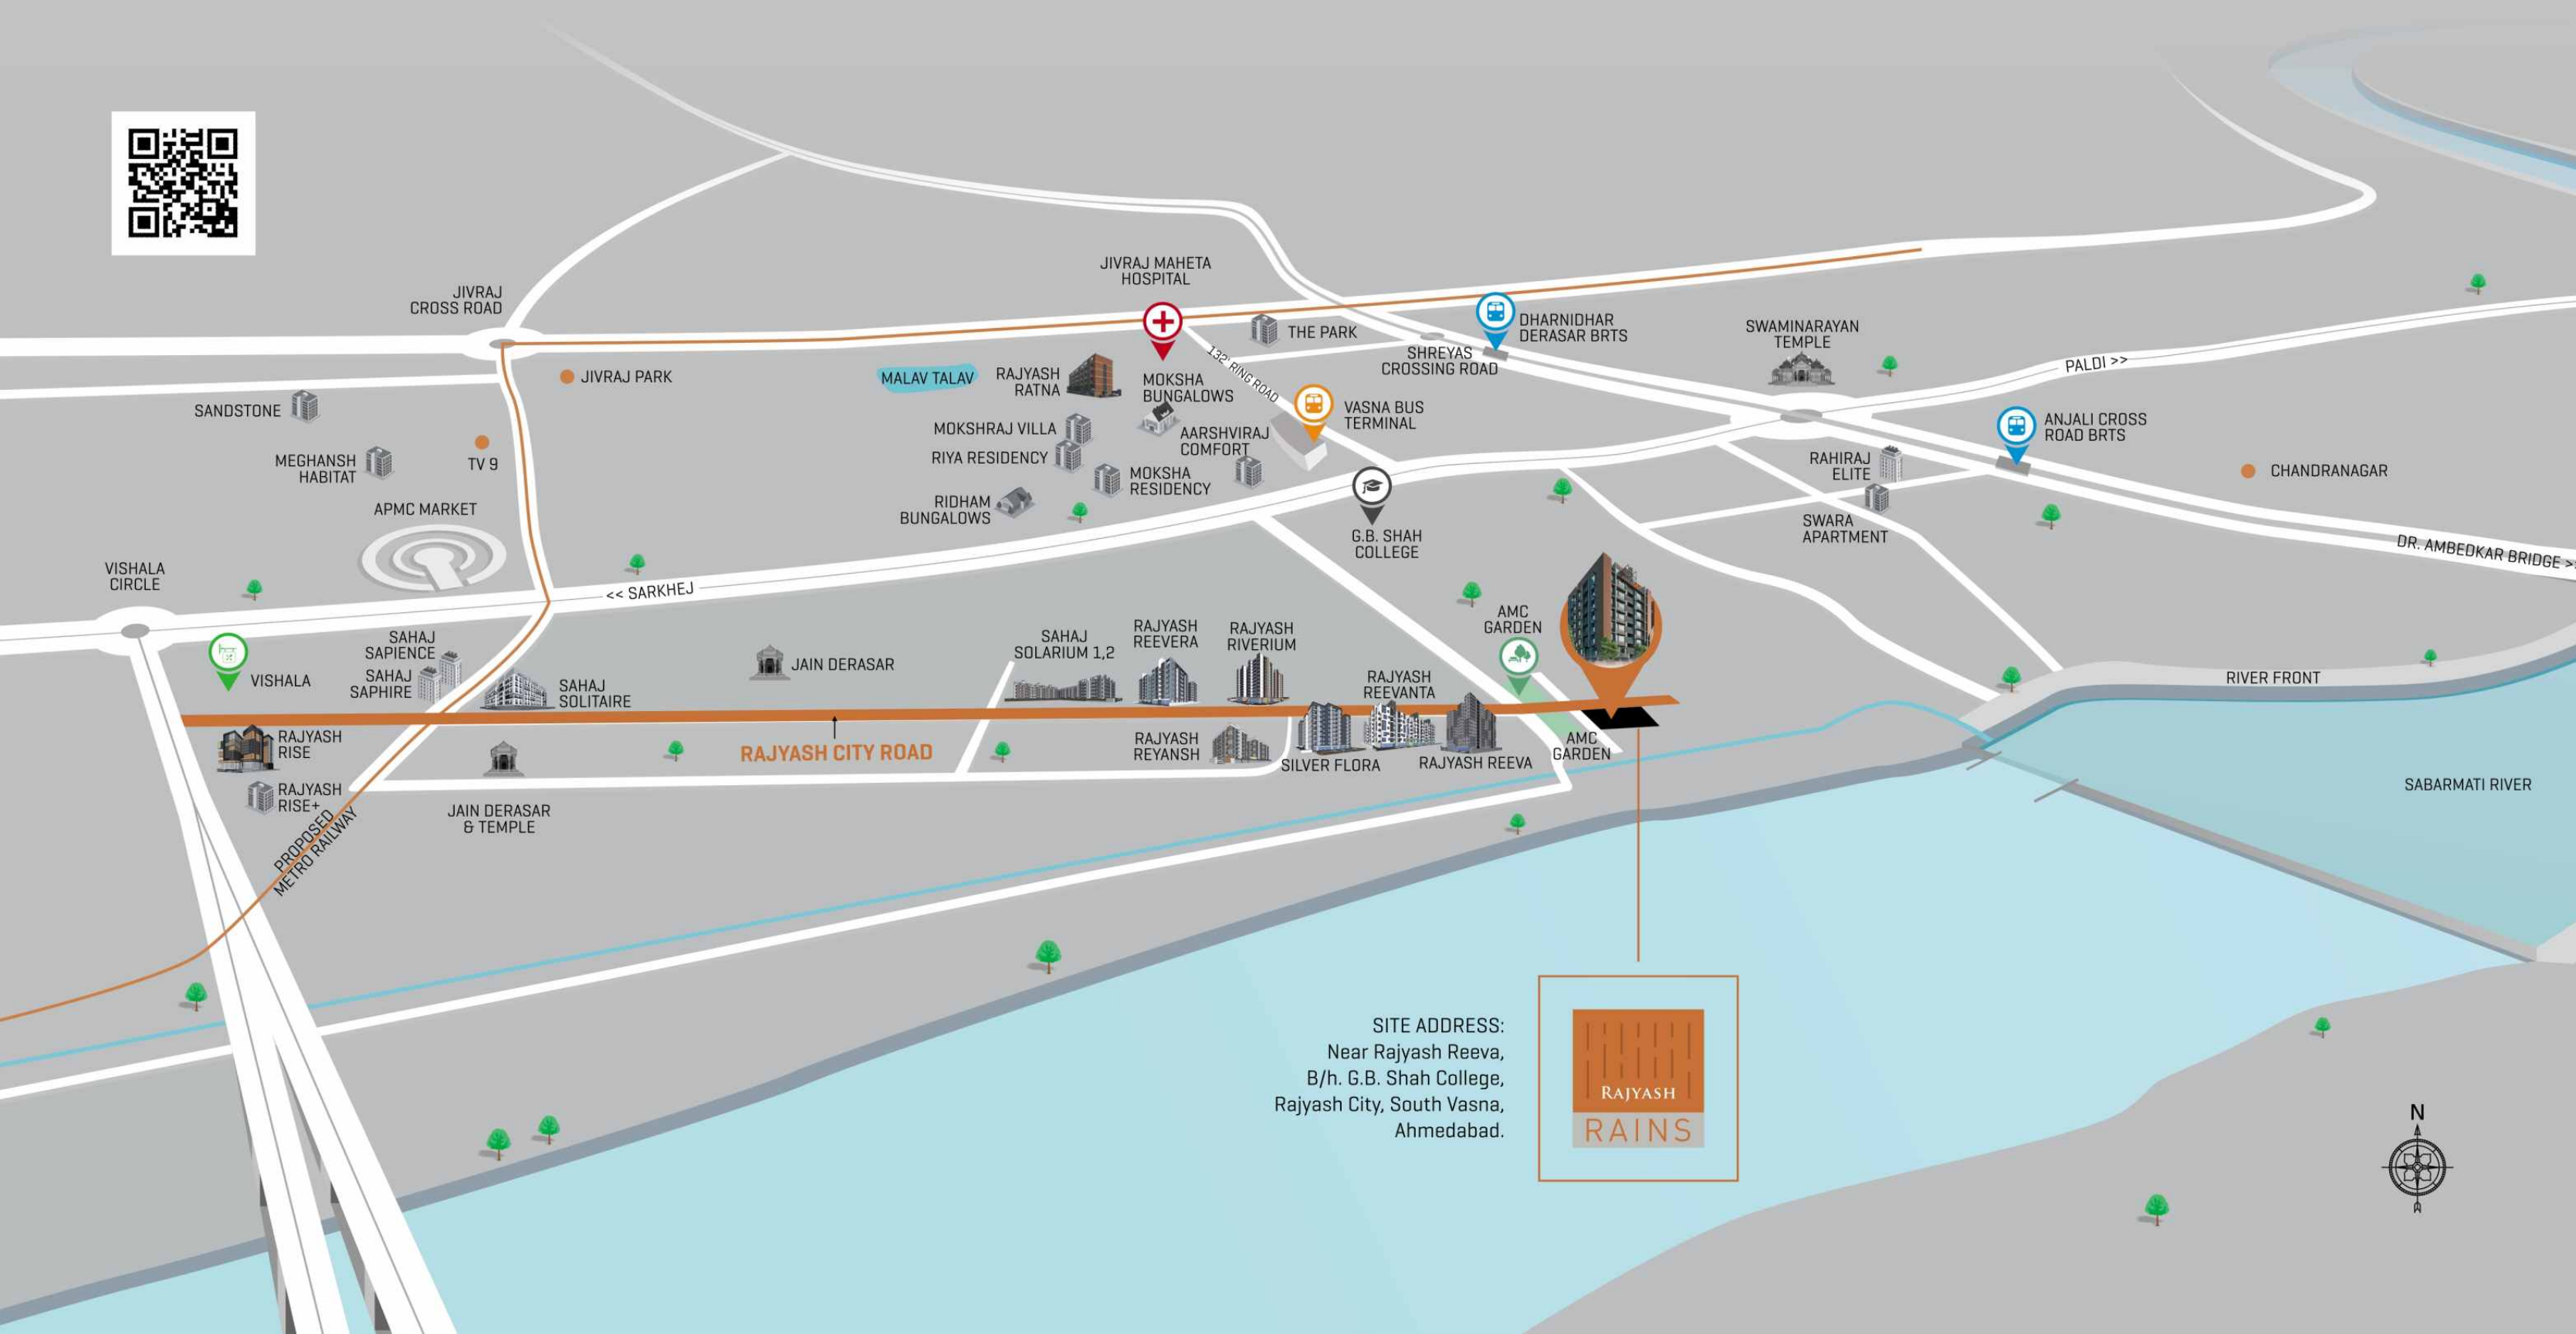 JIVRAJ MAHETA
HOSPITAL
JIVRAJ
CROSS ROAD
THE PARK
DHARNIDHAR
DERASAR BRTS
SWAMINARAYAN
TEMPLE
SHREYAS
CROSSING ROAD
132' RING ROAD
PALDI >>
JIVRAJ PARK
MALAV TALAV
RAJYASH
RATNA
MOKSHA
BUNGALOWS
SANDSTONE
VASNA BUS
TERMINAL
ANJALI CROSS
ROAD BRTS
MOKSHRAJ VILLA
AARSHVIRAJ
COMFORT
RIYA RESIDENCY
MEGHANSH
HABITAT
TV 9
MOKSHA
RESIDENCY
RAHIRAJ
ELITE
CHANDRANAGAR
RIDHAM
BUNGALOWS
APMC MARKET
SWARA
APARTMENT
G.B. SHAH
COLLEGE
DR. AMBEDKAR BRIDGE >>
VISHALA
CIRCLE
<< SARKHEJ
AMC
GARDEN
SAHAJ
SAPIENCE
SAHAJ
SOLARIUM 1,2
RAJYASH
REEVERA
RAJYASH
RIVERIUM
JAIN DERASAR
VISHALA
SAHAJ
SAPHIRE
SAHAJ
SOLITAIRE
RAJYASH
REEVANTA
RIVER FRONT
RAJYASH
RISE
RAJYASH CITY ROAD
RAJYASH
REYANSH
SILVER FLORA
RAJYASH REEVA
AMC
GARDEN
RAJYASH
RISE+
JAIN DERASAR
& TEMPLE
PROPOSED
METRO RAILWAY
SABARMATI RIVER
SITE ADDRESS:
Near Rajyash Reeva,
B/h. G.B. Shah College,
Rajyash City, South Vasna,
Ahmedabad.
RAJYASH
RAINS
N